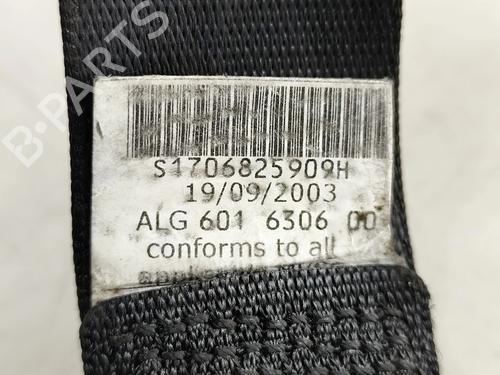 B-PARTS
S1706825909H
19/09/2003
ALG 601 6306 00
conforms to all